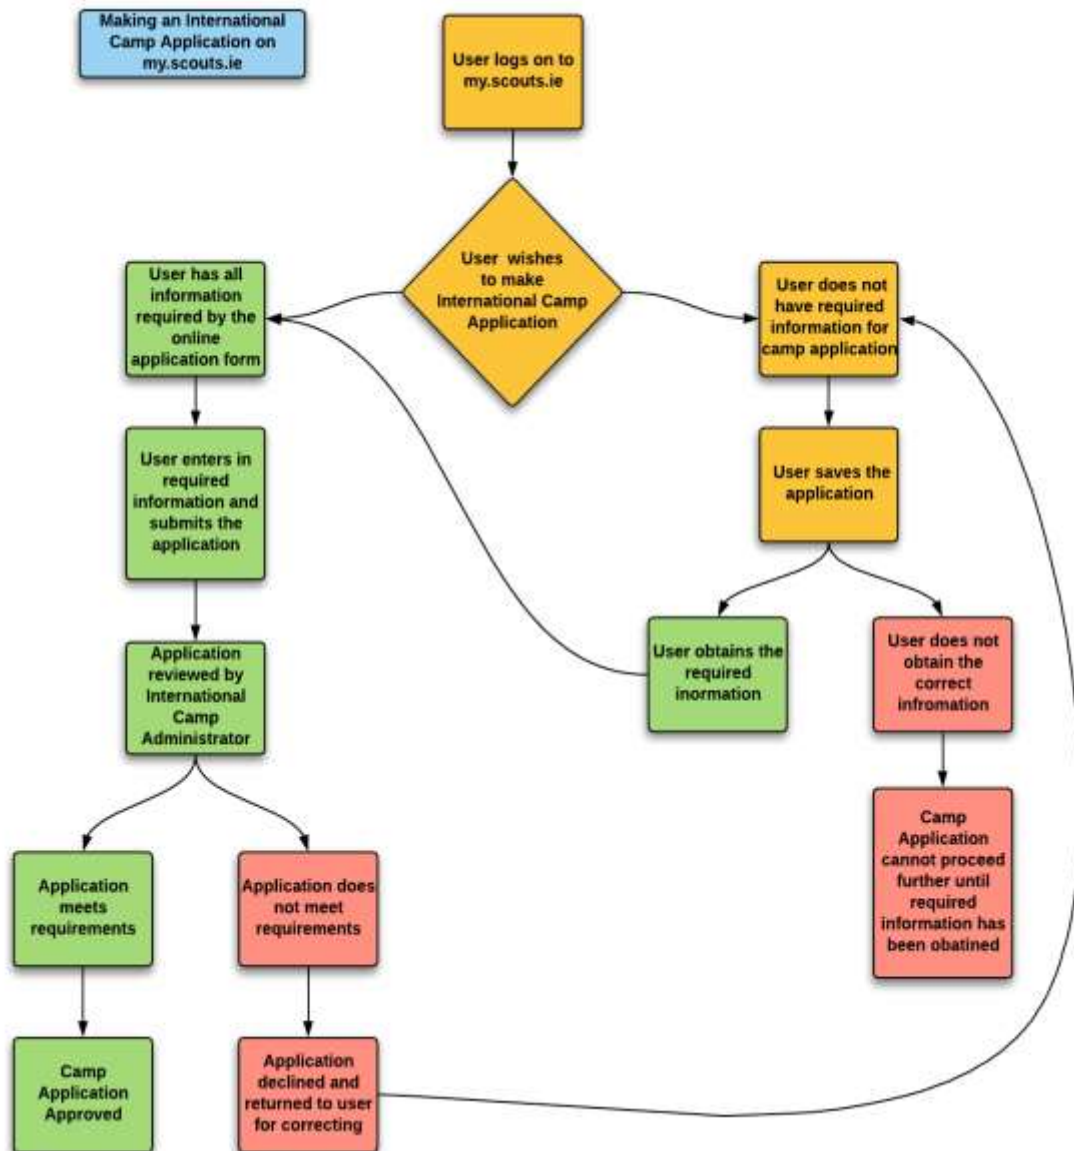 Making an International
Camp Application on
my.scouts.ie
User logs on to
my.scouts.ie
User wishes
to make
International Camp
Application
User has all
information
required by the
online
application form
User does not
have required
information for
camp application
User enters in
required
information and
submits the
application
User saves the
application
User obtains the
required
inormation
User does not
obtain the
correct
infromation
Application
reviewed by
International
Camp
Administrator
Camp
Application
cannot proceed
further until
required
information has
been obatined
Application
meets
requirements
Application does
not meet
requirements
Camp
Application
Approved
Application
declined and
returned to user
for correcting